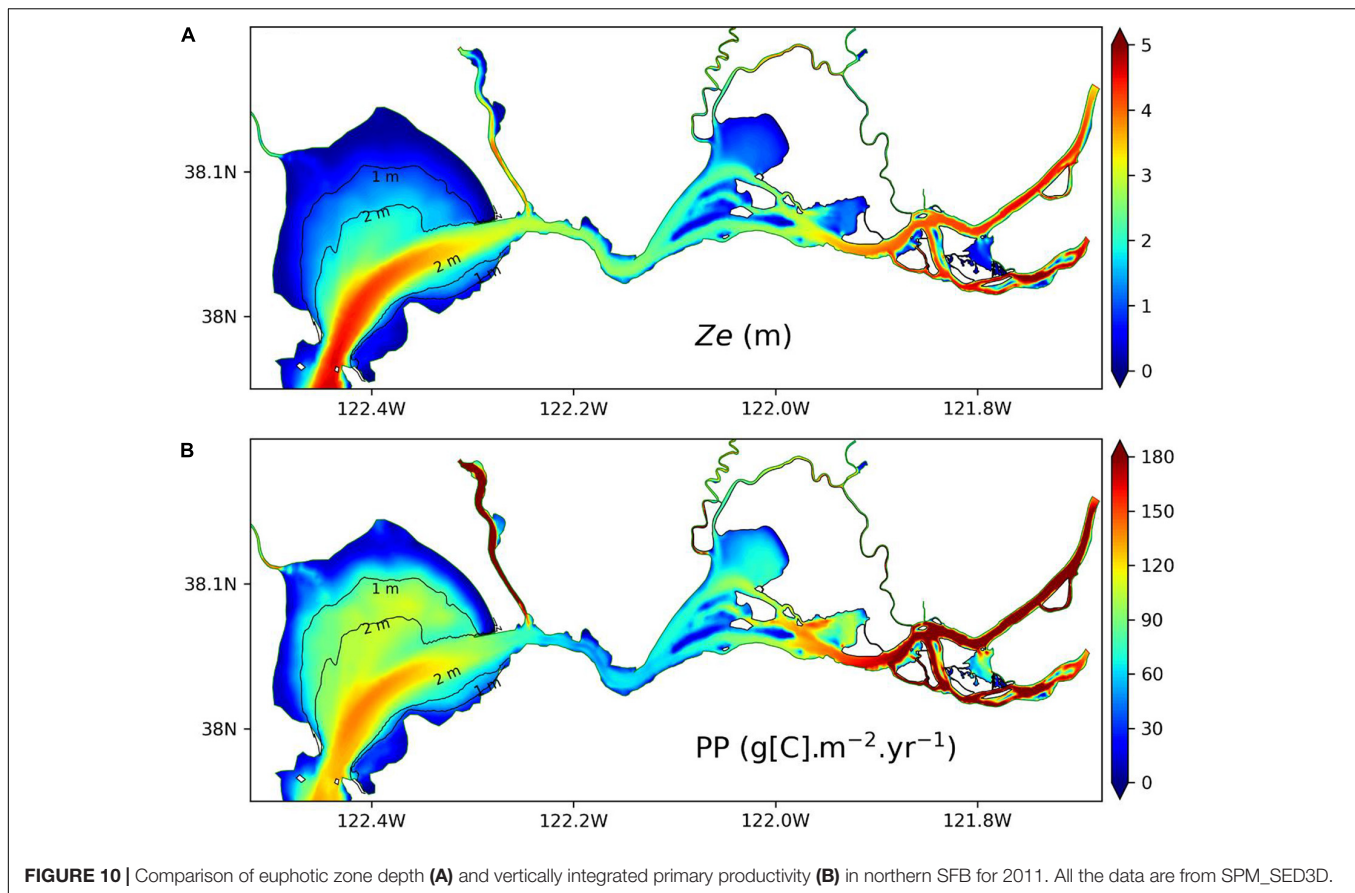 A
5
4
3
2
1
0
38.1N
38N
1 m
2 m
2 m
1 m
Ze (m)
122.4W 122.2W 122.0W 121.8W
B
180
150
120
90
60
30
0
38.1N
38N
1 m
2 m
2 m
1 m
PP (g[C].m⁻².yr⁻¹)
122.4W 122.2W 122.0W 121.8W
FIGURE 10 | Comparison of euphotic zone depth (A) and vertically integrated primary productivity (B) in northern SFB for 2011. All the data are from SPM_SED3D.